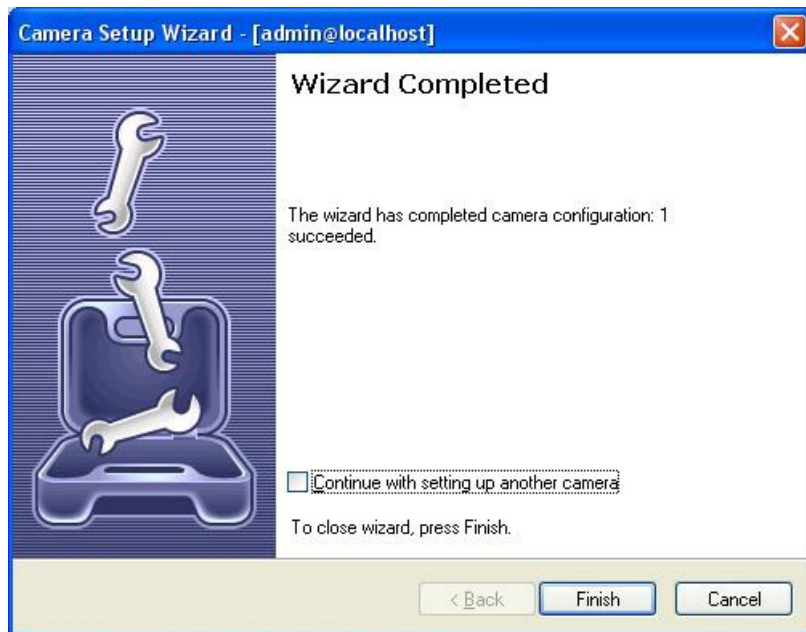 Camera Setup Wizard - [admin@localhost]
Wizard Completed
The wizard has completed camera configuration: 1
succeeded.
Continue with setting up another camera
To close wizard, press Finish.
< Back
Finish
Cancel